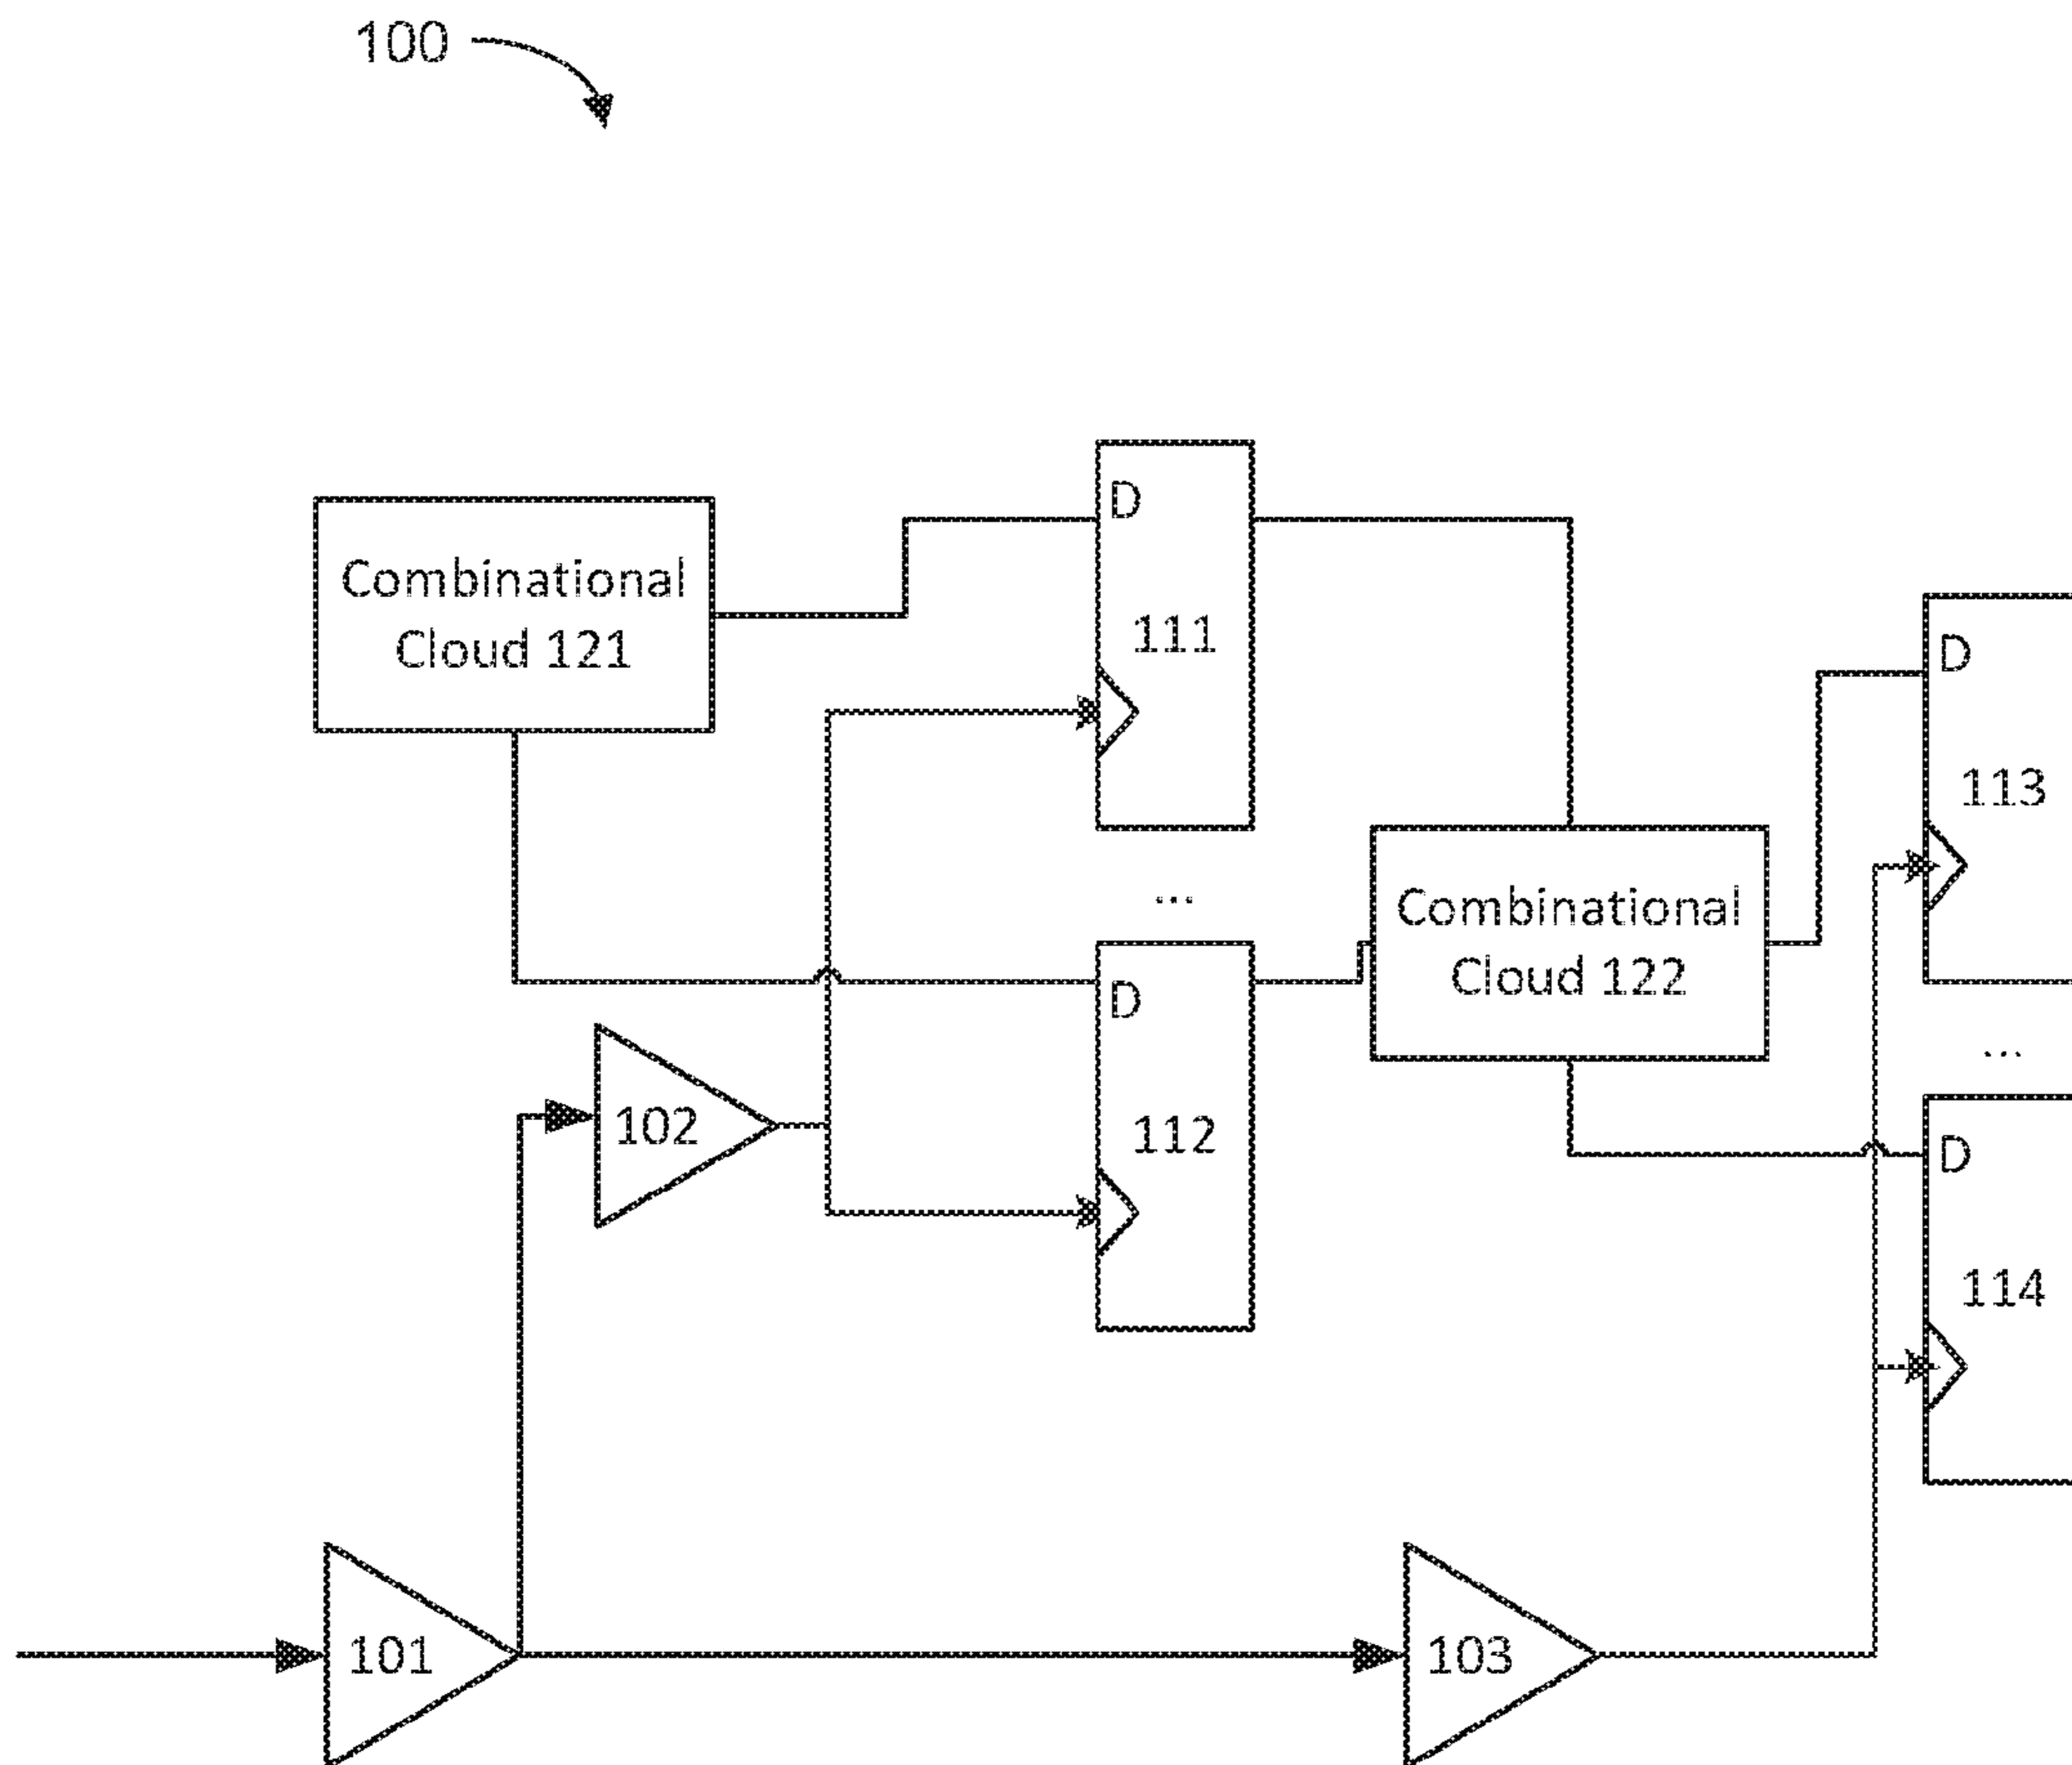 100
D
Combinational
Cloud 121
111
D
113
...
Combinational
Cloud 122
D
...
102
112
D
114
101
103